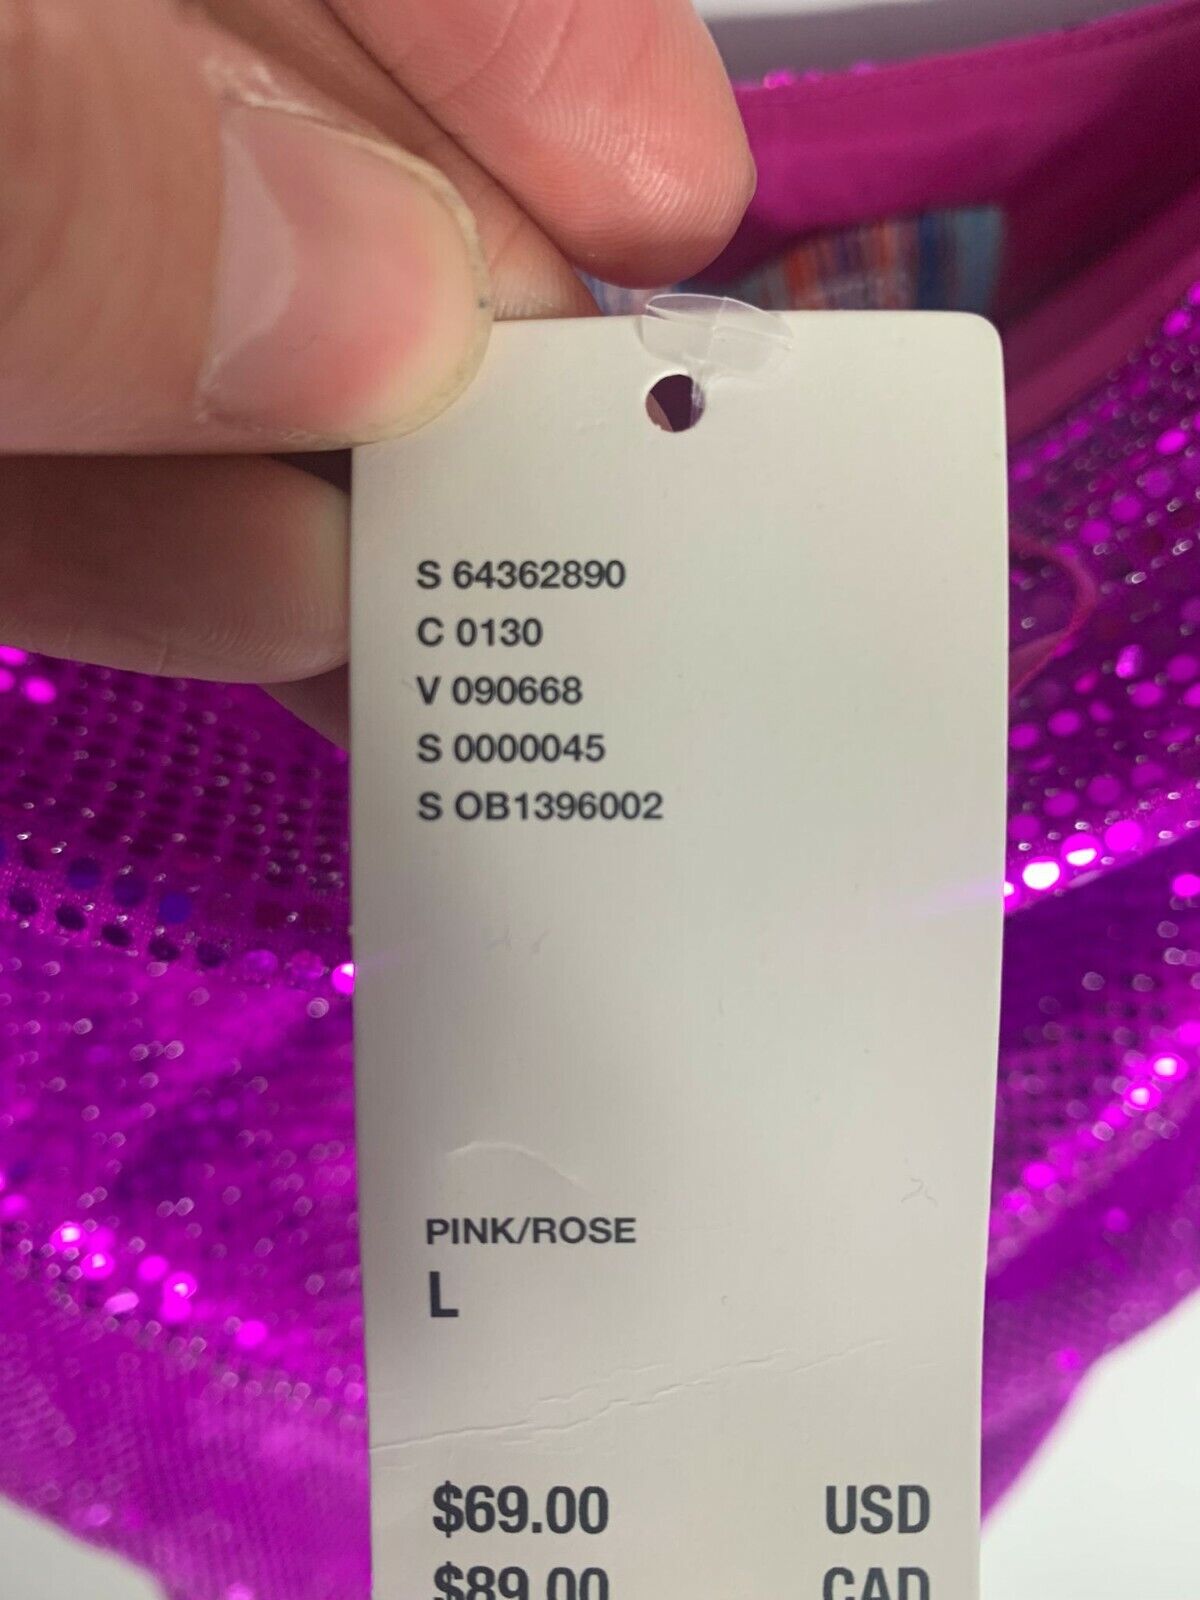 S 64362890
C 0130
V 090668
S 0000045
S OB1396002
PINK/ROSE
L
$69.00 USD
$89.00 CAD